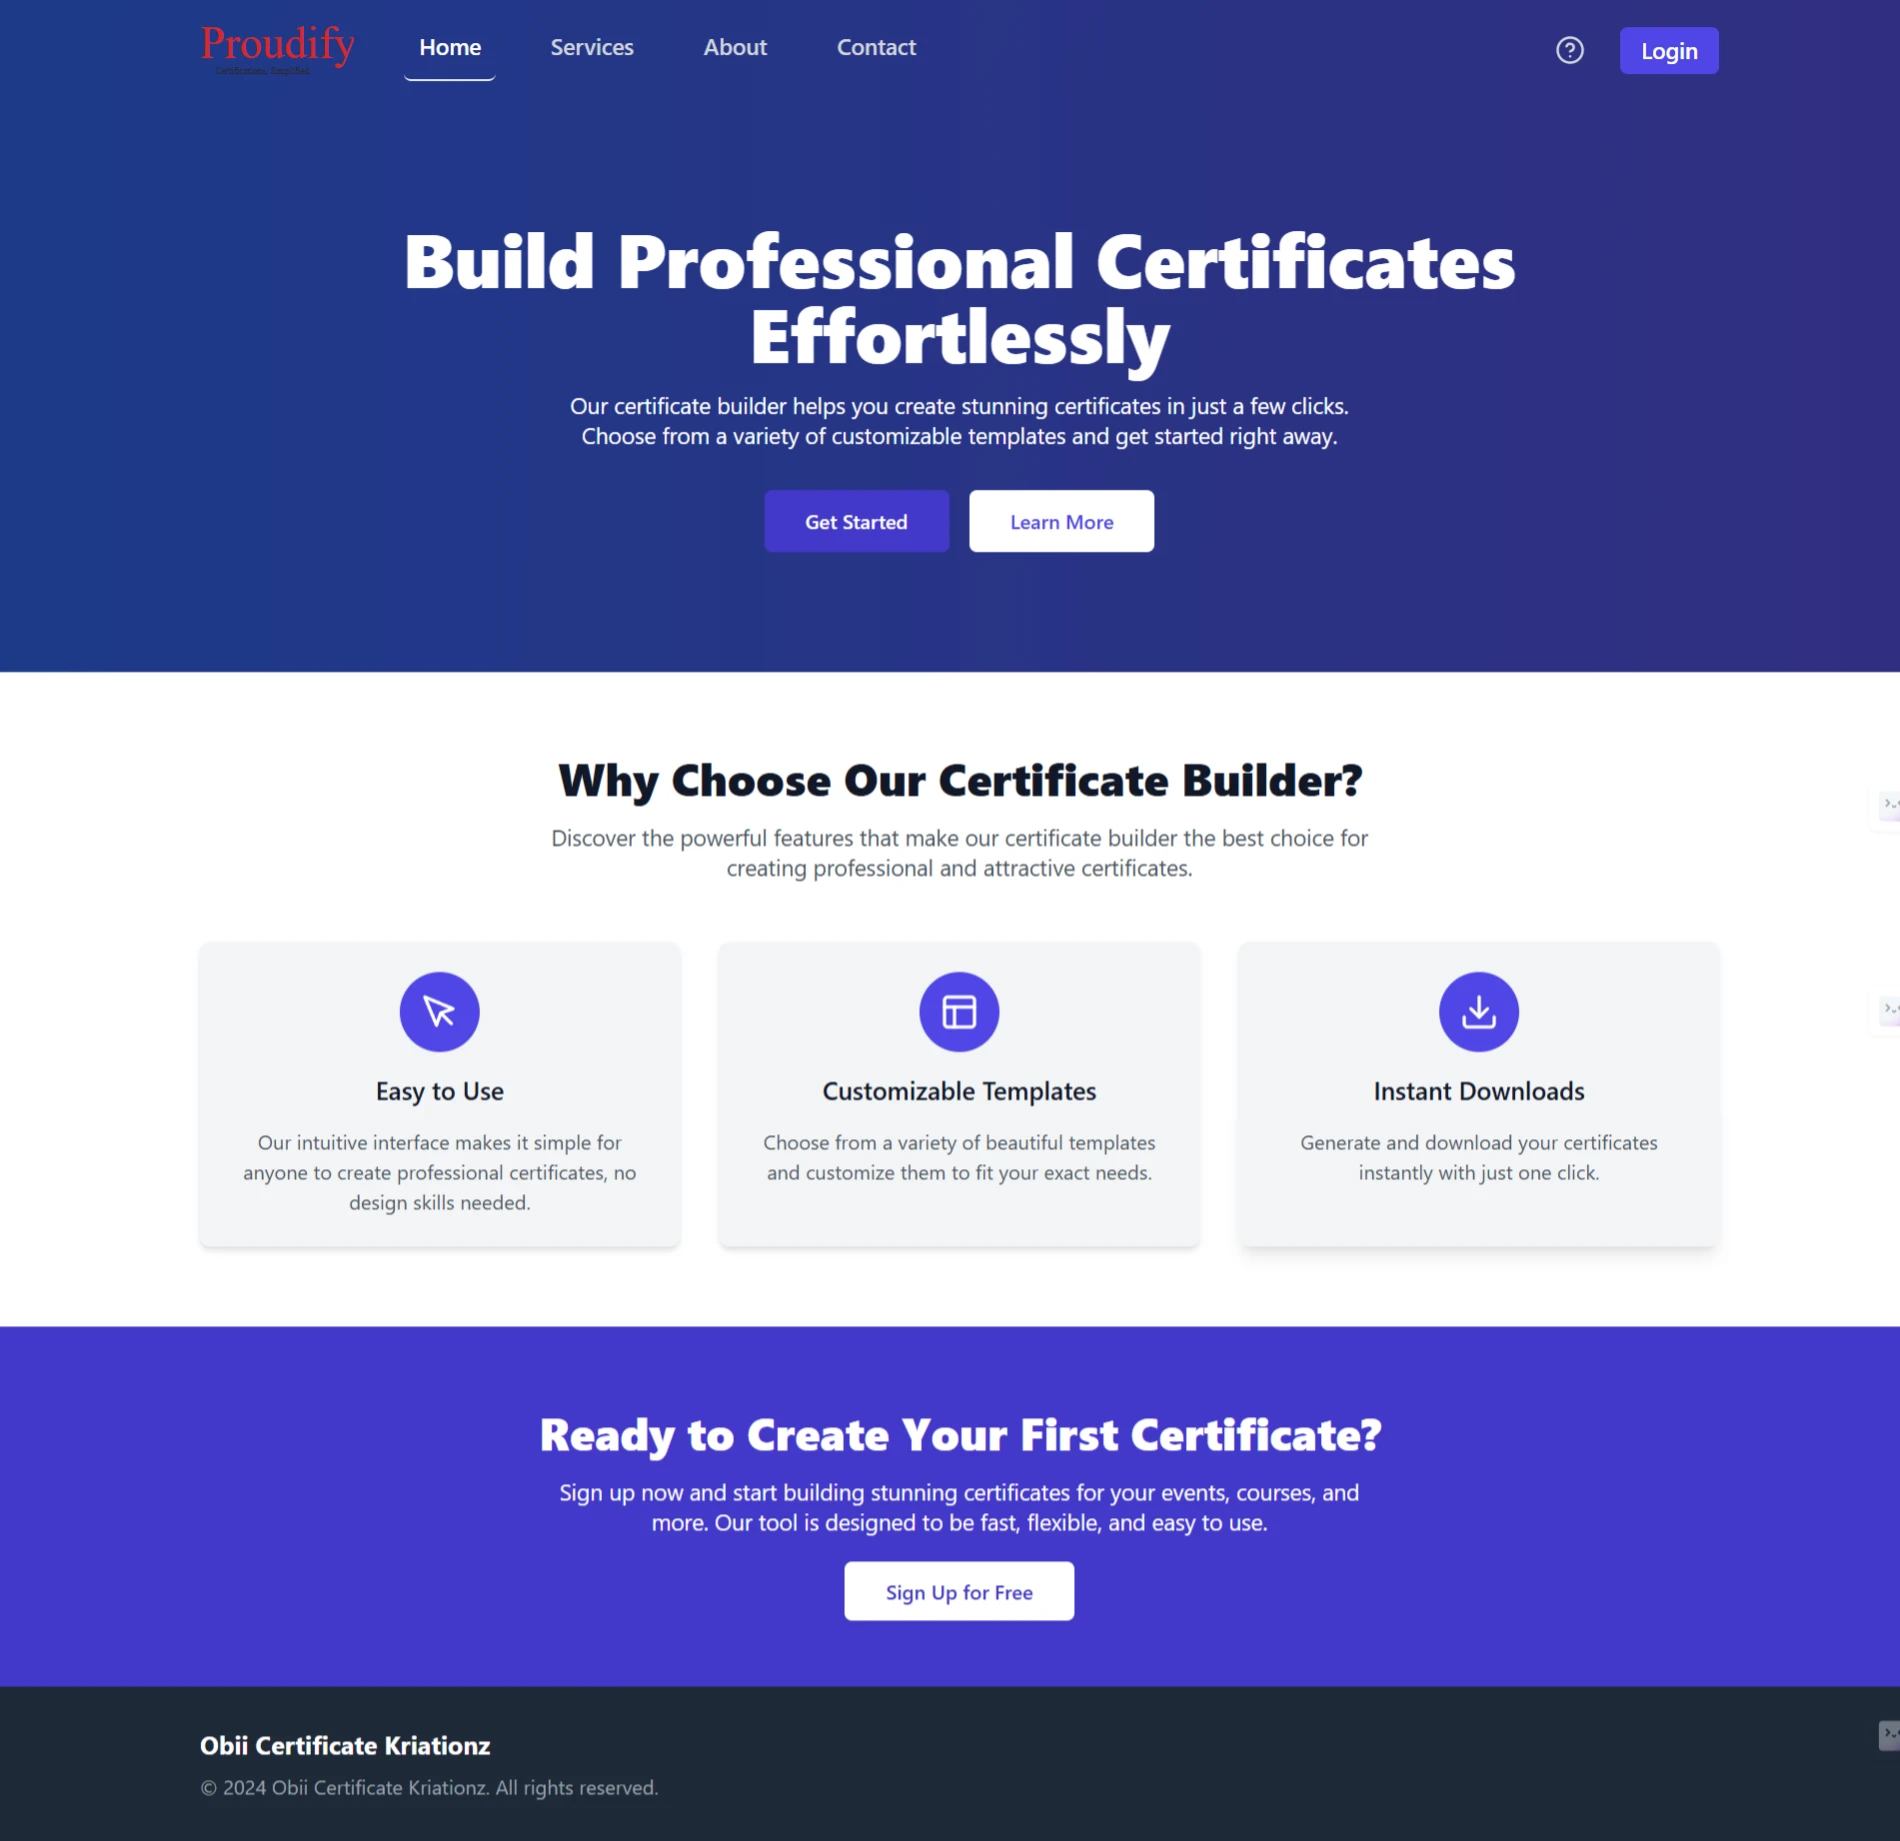 Proudify
Home
Services
About
Contact
Login
Build Professional Certificates
Effortlessly
Our certificate builder helps you create stunning certificates in just a few clicks.
Choose from a variety of customizable templates and get started right away.
Get Started
Learn More
Why Choose Our Certificate Builder?
Discover the powerful features that make our certificate builder the best choice for
creating professional and attractive certificates.
Easy to Use
Our intuitive interface makes it simple for
anyone to create professional certificates, no
design skills needed.
Customizable Templates
Choose from a variety of beautiful templates
and customize them to fit your exact needs.
Instant Downloads
Generate and download your certificates
instantly with just one click.
Ready to Create Your First Certificate?
Sign up now and start building stunning certificates for your events, courses, and
more. Our tool is designed to be fast, flexible, and easy to use.
Sign Up for Free
Obii Certificate Kriationz
© 2024 Obii Certificate Kriationz. All rights reserved.